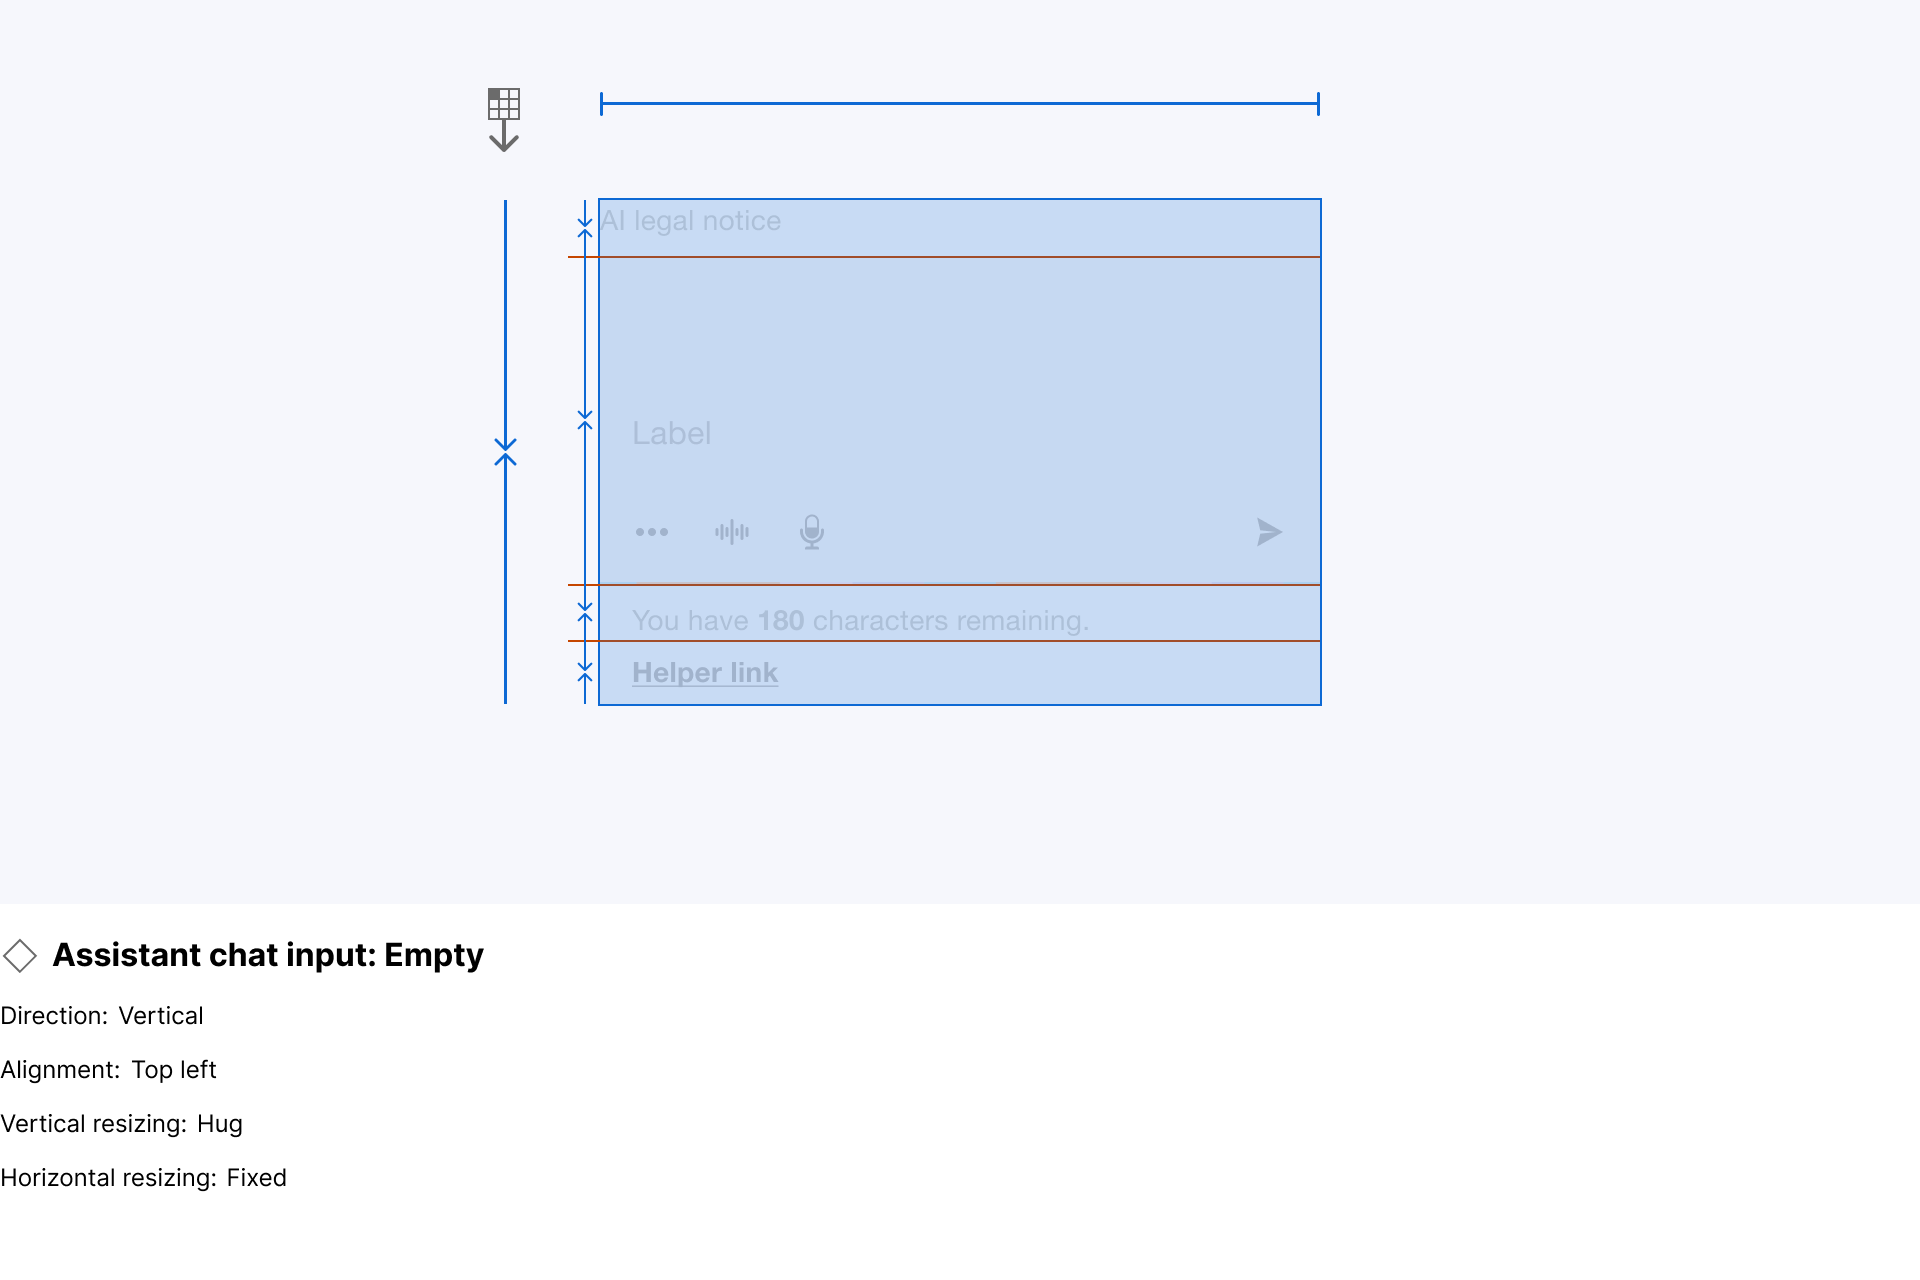 AI legal notice
Label
You have 180 characters remaining.
Helper link
Assistant chat input: Empty
Direction: Vertical
Alignment: Top left
Vertical resizing: Hug
Horizontal resizing: Fixed